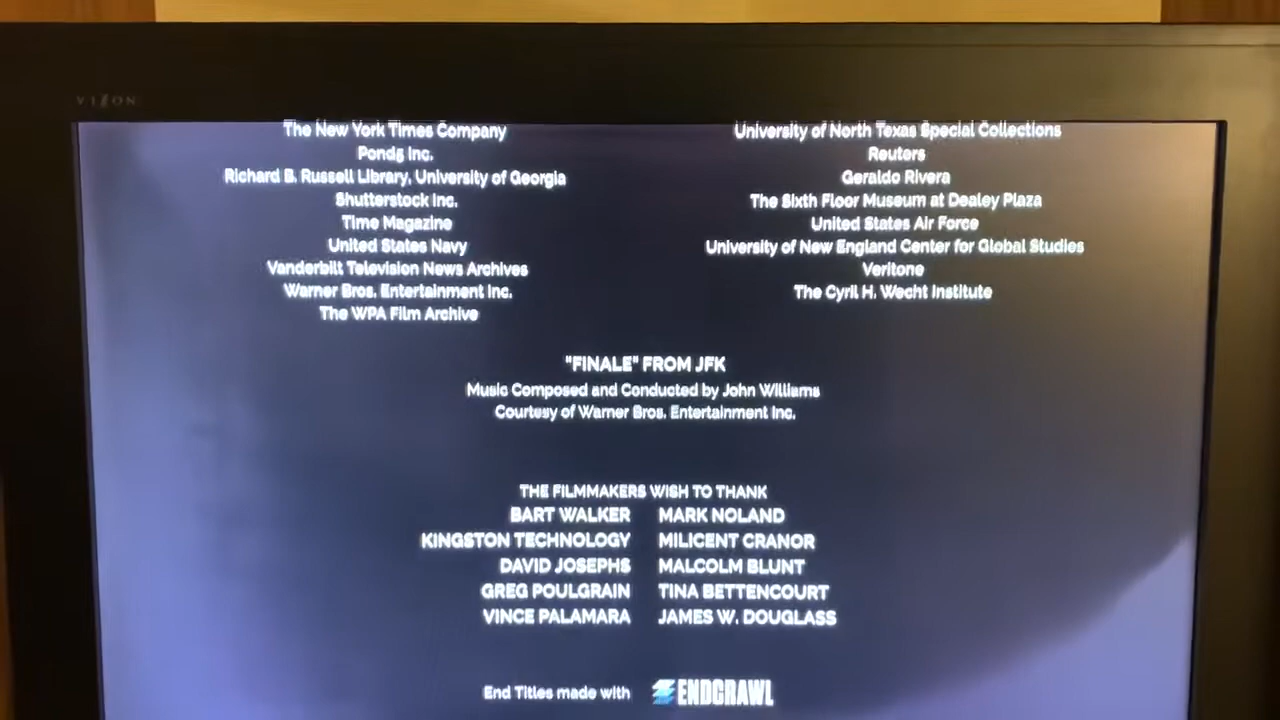 VIZON
The New York Times Company
Pond5 Inc.
Richard B. Russell Library, University of Georgia
Shutterstock Inc.
Time Magazine
United States Navy
Vanderbilt Television News Archives
Warner Bros. Entertainment Inc.
The WPA Film Archive
University of North Texas Special Collections
Reuters
Geraldo Rivera
The Sixth Floor Museum at Dealey Plaza
United States Air Force
University of New England Center for Global Studies
Veritone
The Cyril H. Wecht Institute
"FINALE" FROM JFK
Music Composed and Conducted by John Williams
Courtesy of Warner Bros. Entertainment Inc.
THE FILMMAKERS WISH TO THANK
BART WALKER MARK NOLAND
KINGSTON TECHNOLOGY MILICENT CRANOR
DAVID JOSEPHS MALCOLM BLUNT
GREG POULGRAIN TINA BETTENCOURT
VINCE PALAMARA JAMES W. DOUGLASS
End Titles made with ENDCRAWL